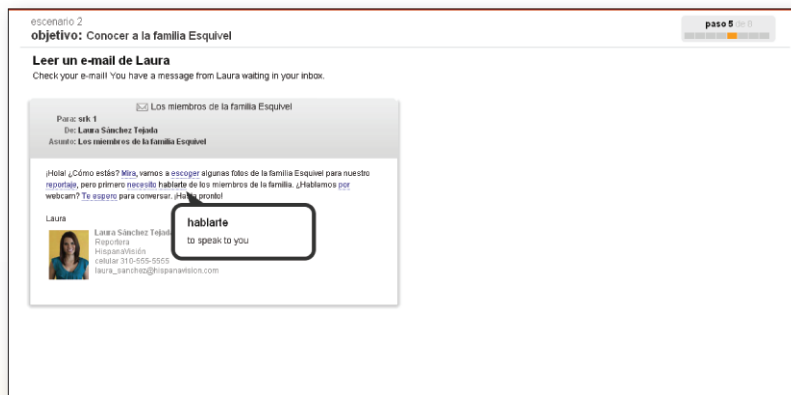 escenario 2
objetivo: Conocer a la familia Esquivel
paso 5 de
Leer un e-mail de Laura
Check your e-mail! You have a message from Laura waiting in your inbox.
Los miembros de la familia Esquivel
Para: srk 1
De: Laura Sánchez Tejada
Asunto: Los miembros de la familia Esquivel
¡Hola! ¿Cómo estás? Mira, vamos a escoger algunas fotos de la familia Esquivel para nuestro
reportaje, pero primero necesito hablarte de los miembros de la familia. ¿Hablamos por
webcam? Te espero para conversar. pronto!
Laura
Laura Sánchez
Reportera
HispanaVisión
celular 310-555-5555
laura_sanchez@hispanavision.com
hablarte
to speak to you